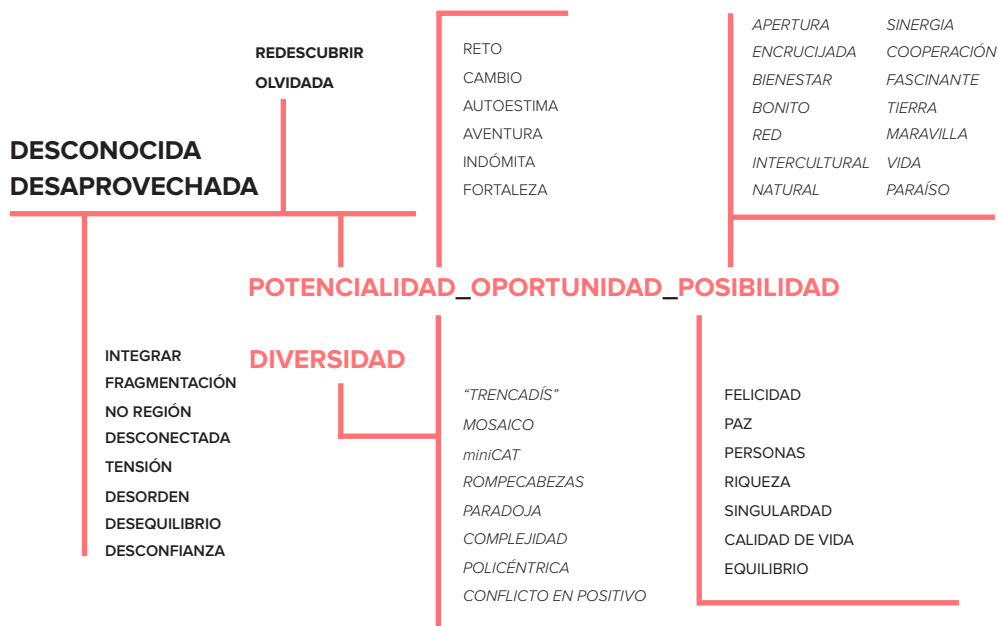 REDESCUBRIR
OLVIDADA
DESCONOCIDA
DESAPROVECHADA
RETO
CAMBIO
AUTOESTIMA
AVENTURA
INDÓMITA
FORTALEZA
APERTURA
ENCRUCIJADA
BIENESTAR
BONITO
RED
INTERCULTURAL
NATURAL
SINERGIA
COOPERACIÓN
FASCINANTE
TIERRA
MARAVILLA
VIDA
PARAÍSO
POTENCIALIDAD_OPORTUNIDAD_POSIBILIDAD
DIVERSIDAD
INTEGRAR
FRAGMENTACIÓN
NO REGIÓN
DESCONECTADA
TENSIÓN
DESORDEN
DESEQUILIBRIO
DESCONFIANZA
“TRENCADÍS”
MOSAICO
miniCAT
ROMPECABEZAS
PARADOJA
COMPLEJIDAD
POLICÉNTRICA
CONFLICTO EN POSITIVO
FELICIDAD
PAZ
PERSONAS
RIQUEZA
SINGULARDAD
CALIDAD DE VIDA
EQUILIBRIO